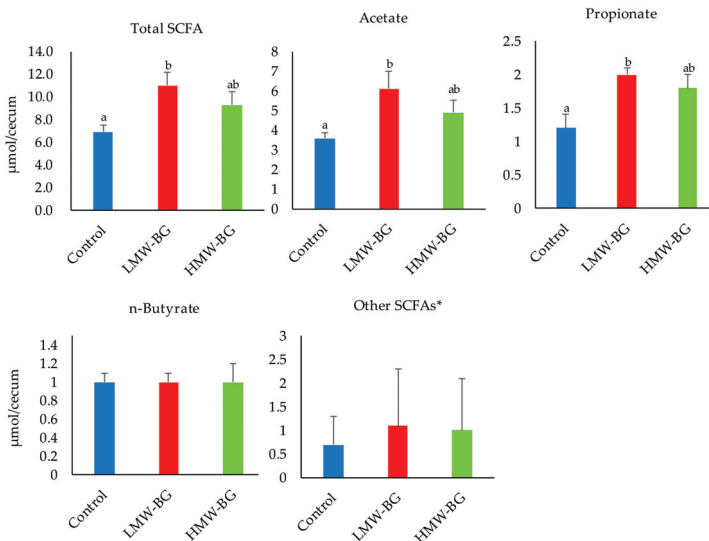 Total SCFA
µmol/cecum
14.0
12.0
10.0
8.0
6.0
4.0
2.0
0.0
a
b
ab
Control
LMW-BG
HMW-BG
Acetate
8
7
6
5
4
3
2
1
0
a
b
ab
Control
LMW-BG
HMW-BG
Propionate
2.5
2
1.5
1
0.5
0
a
b
ab
Control
LMW-BG
HMW-BG
n-Butyrate
µmol/cecum
1.4
1.2
1
0.8
0.6
0.4
0.2
0
Control
LMW-BG
HMW-BG
Other SCFAs*
3
2.5
2
1.5
1
0.5
0
Control
LMW-BG
HMW-BG